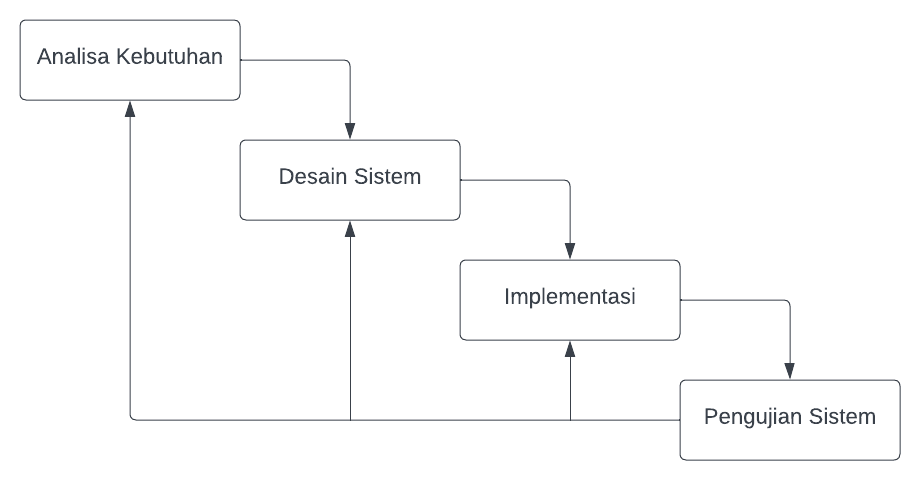 Analisa Kebutuhan
Desain Sistem
Implementasi
Pengujian Sistem